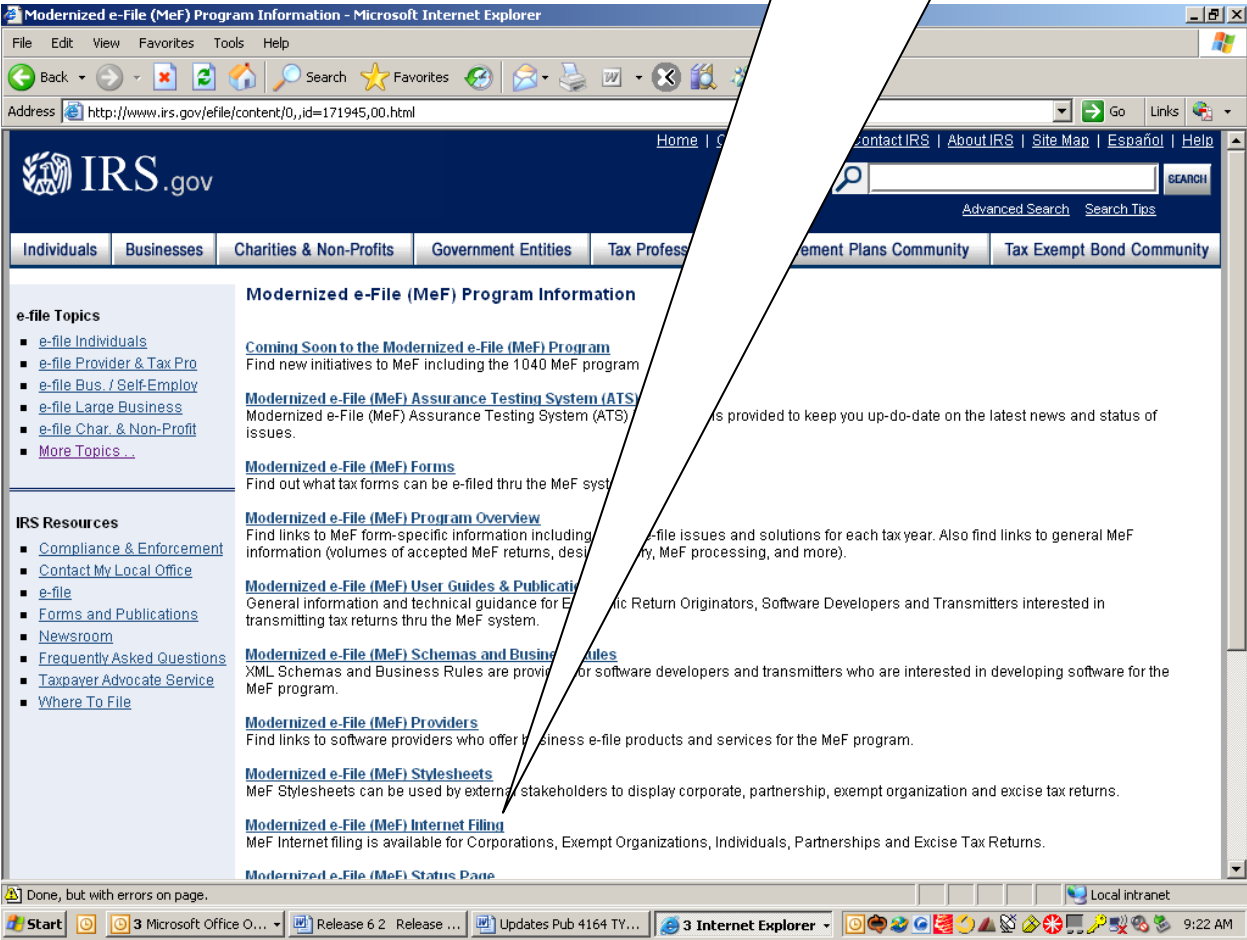 Modernized e-File (MeF) Program Information - Microsoft Internet Explorer
File Edit View Favorites Tools Help
Back Search Favorites
Address http://www.irs.gov/efile/content/0,,id=171945,00.html Go Links
Home | Contact IRS | About IRS | Site Map | Español | Help
IRS.gov
SEARCH
Advanced Search Search Tips
Individuals Businesses Charities & Non-Profits Government Entities Tax Profess ement Plans Community Tax Exempt Bond Community
e-file Topics
e-file Individuals
e-file Provider & Tax Pro
e-file Bus. / Self-Employ
e-file Large Business
e-file Char. & Non-Profit
More Topics . .
IRS Resources
Compliance & Enforcement
Contact My Local Office
e-file
Forms and Publications
Newsroom
Frequently Asked Questions
Taxpayer Advocate Service
Where To File
Modernized e-File (MeF) Program Information
Coming Soon to the Modernized e-File (MeF) Program
Find new initiatives to MeF including the 1040 MeF program
Modernized e-File (MeF) Assurance Testing System (ATS)
Modernized e-File (MeF) Assurance Testing System (ATS) is provided to keep you up-do-date on the latest news and status of
issues.
Modernized e-File (MeF) Forms
Find out what tax forms can be e-filed thru the MeF syst
Modernized e-File (MeF) Program Overview
Find links to MeF form-specific information including -file issues and solutions for each tax year. Also find links to general MeF
information (volumes of accepted MeF returns, desi ry, MeF processing, and more).
Modernized e-File (MeF) User Guides & Publicatio
General information and technical guidance for E ic Return Originators, Software Developers and Transmitters interested in
transmitting tax returns thru the MeF system.
Modernized e-File (MeF) Schemas and Business ules
XML Schemas and Business Rules are provi or software developers and transmitters who are interested in developing software for the
MeF program.
Modernized e-File (MeF) Providers
Find links to software providers who offer business e-file products and services for the MeF program.
Modernized e-File (MeF) Stylesheets
MeF Stylesheets can be used by external stakeholders to display corporate, partnership, exempt organization and excise tax returns.
Modernized e-File (MeF) Internet Filing
MeF Internet filing is available for Corporations, Exempt Organizations, Individuals, Partnerships and Excise Tax Returns.
Modernized e-File (MeF) Status Page
Done, but with errors on page. Local intranet
Start 3 Microsoft Office O... Release 6 2 Release ... Updates Pub 4164 TY... 3 Internet Explorer 9:22 AM